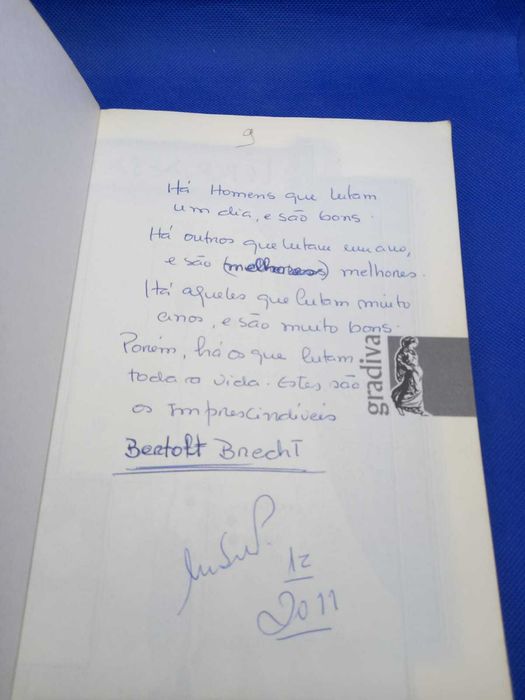 9
Há Homens que lutam
um dia, e são bons.
Há outros que lutam um ano,
e são (melhores) melhores.
Há aqueles que lutam muito
anos, e são muito bons.
Porém, há os que lutam
toda a vida. Estes são
os Imprescindíveis
Bertolt Brecht
gradiva
12
2011